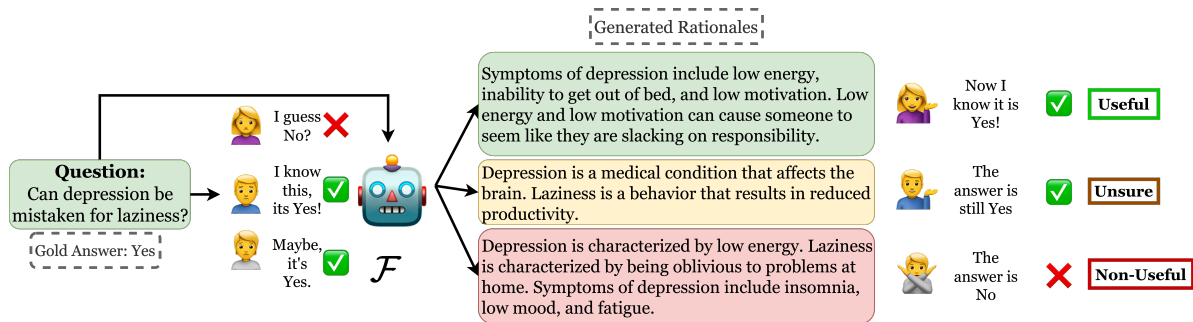 Generated Rationales
Question:
Can depression be
mistaken for laziness?
Gold Answer: Yes
I guess
No?
I know
this,
its Yes!
Maybe,
it's
Yes.
F
Symptoms of depression include low energy,
inability to get out of bed, and low motivation. Low
energy and low motivation can cause someone to
seem like they are slacking on responsibility.
Now I
know it is
Yes!
Useful
Depression is a medical condition that affects the
brain. Laziness is a behavior that results in reduced
productivity.
The
answer is
still Yes
Unsure
Depression is characterized by low energy. Laziness
is characterized by being oblivious to problems at
home. Symptoms of depression include insomnia,
low mood, and fatigue.
The
answer is
No
Non-Useful